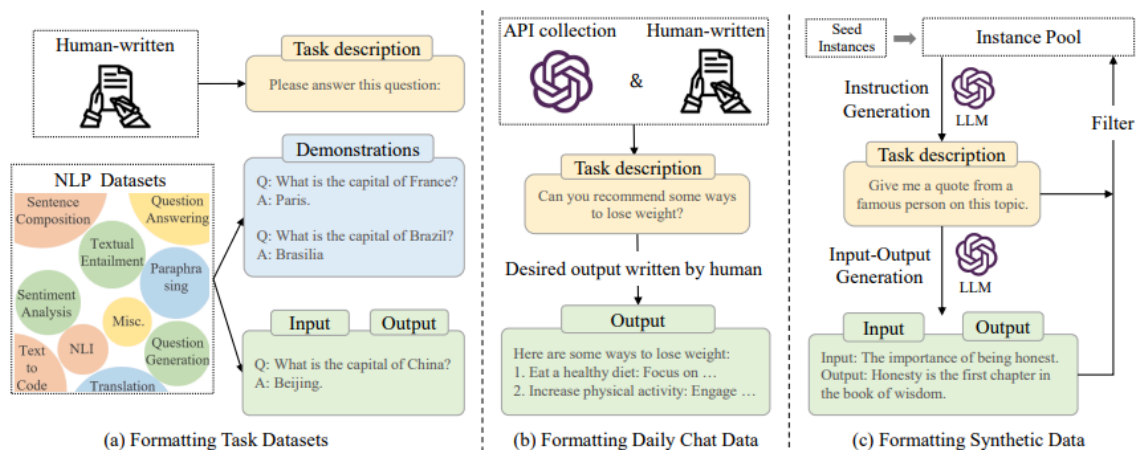 Human-written
Task description
Please answer this question:
NLP Datasets
Sentence
Composition
Question
Answering
Textual
Entailment
Paphra
sing
Sentiment
Analysis
Misc.
Text
to
Code
NLI
Question
Generation
Translation
Demonstrations
Q: What is the capital of France?
A: Paris.
Q: What is the capital of Brazil?
A: Brasilia
Input
Output
Q: What is the capital of China?
A: Beijing.
(a) Formatting Task Datasets
API collection
Human-written
&
Task description
Can you recommend some ways
to lose weight?
Desired output written by human
Output
Here are some ways to lose weight:
1. Eat a healthy diet: Focus on …
2. Increase physical activity: Engage …
(b) Formatting Daily Chat Data
Seed
Instances
Instance Pool
Instruction
Generation
LLM
Filter
Task description
Give me a quote from a
famous person on this topic.
Input-Output
Generation
LLM
Input
Output
Input: The importance of being honest.
Output: Honesty is the first chapter in
the book of wisdom.
(c) Formatting Synthetic Data